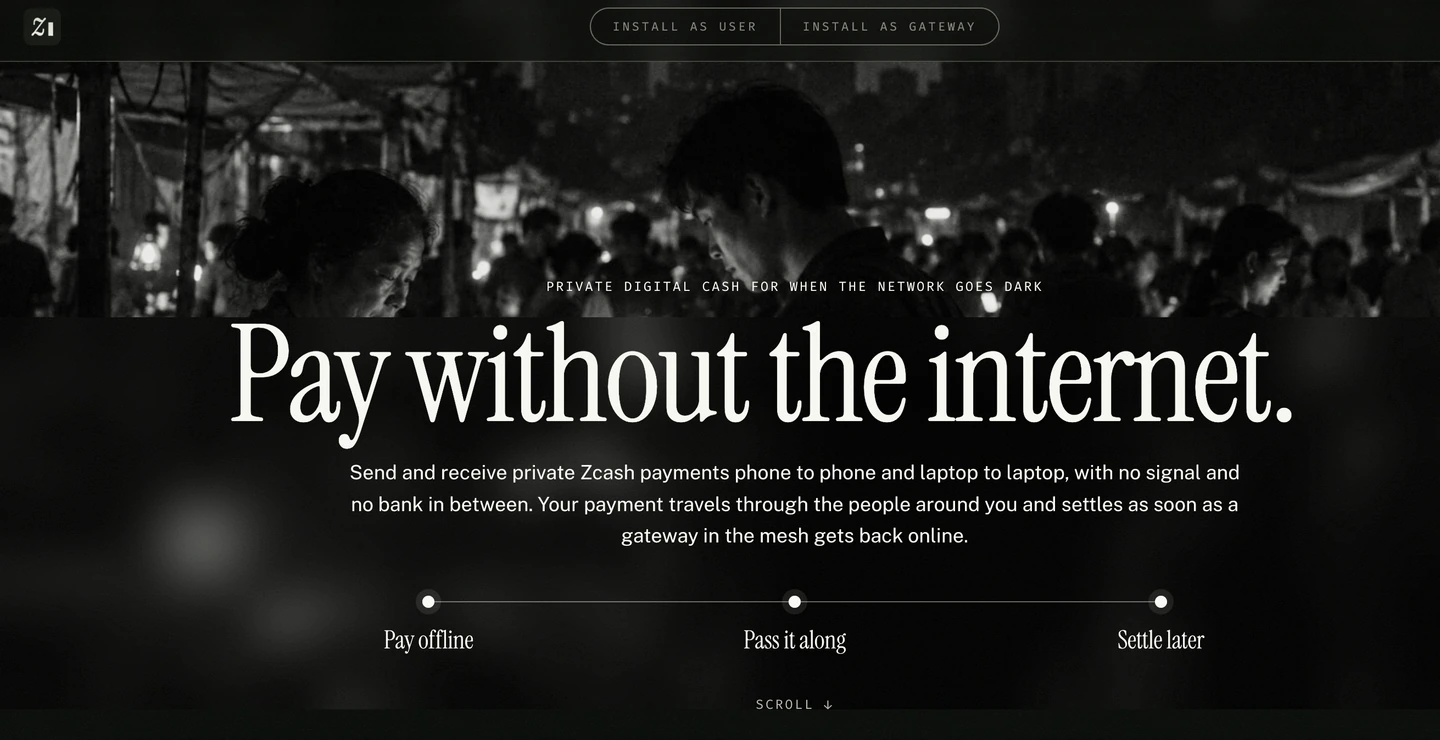 INSTALL AS USER
INSTALL AS GATEWAY
PRIVATE DIGITAL CASH FOR WHEN THE NETWORK GOES DARK
Pay without the internet.
Send and receive private Zcash payments phone to phone and laptop to laptop, with no signal and
no bank in between. Your payment travels through the people around you and settles as soon as a
gateway in the mesh gets back online.
Pay offline
Pass it along
Settle later
SCROLL ↓